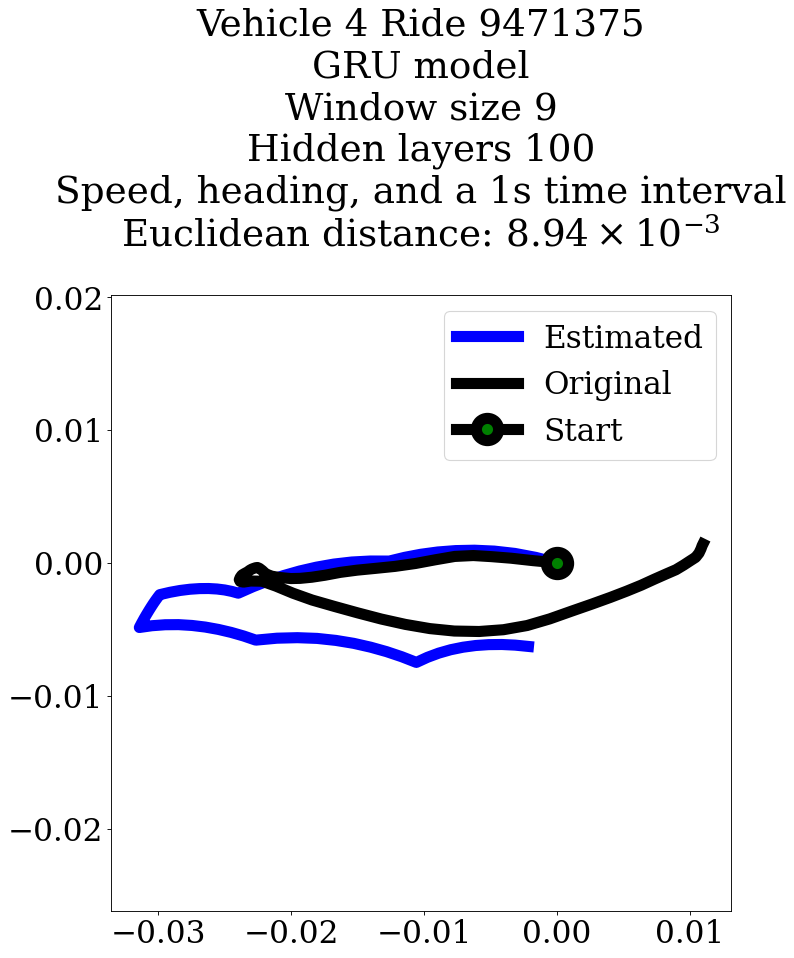 Vehicle 4 Ride 9471375
GRU model
Window size 9
Hidden layers 100
Speed, heading, and a 1s time interval
Euclidean distance: 8.94 × 10⁻³
Estimated
Original
Start
0.02
0.01
0.00
−0.01
−0.02
−0.03 −0.02 −0.01 0.00 0.01